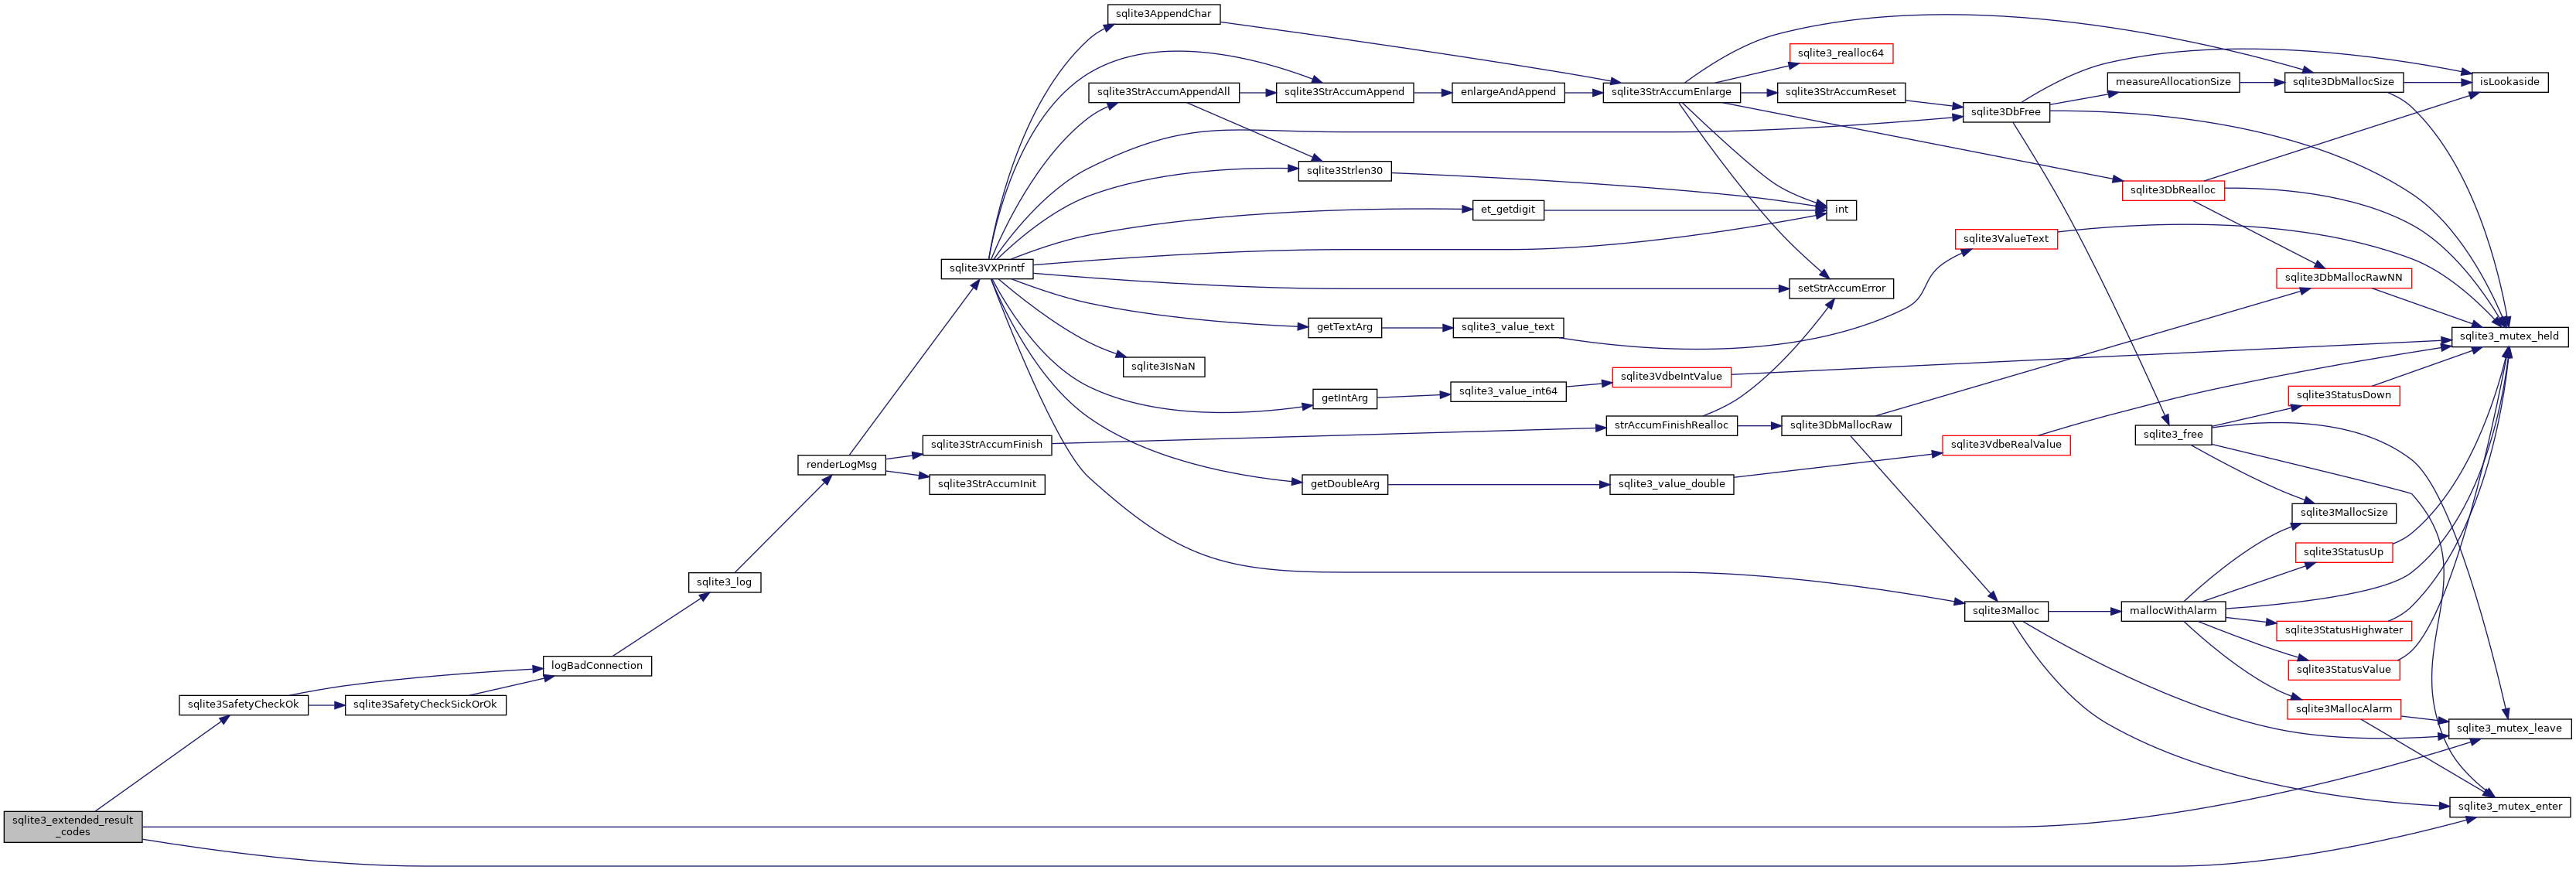 sqlite3_extended_result
_codes
sqlite3SafetyCheckOk
sqlite3SafetyCheckSickOrOk
logBadConnection
sqlite3_log
renderLogMsg
sqlite3StrAccumFinish
sqlite3StrAccumInit
sqlite3VXPrintf
sqlite3AppendChar
sqlite3StrAccumAppendAll
sqlite3IsNaN
sqlite3StrAccumAppend
sqlite3Strlen30
getTextArg
getIntArg
getDoubleArg
enlargeAndAppend
et_getdigit
sqlite3_value_text
sqlite3_value_int64
sqlite3StrAccumEnlarge
sqlite3VdbeIntValue
strAccumFinishRealloc
sqlite3_value_double
sqlite3_realloc64
sqlite3StrAccumReset
int
setStrAccumError
sqlite3DbMallocRaw
sqlite3DbFree
sqlite3ValueText
sqlite3VdbeRealValue
sqlite3Malloc
measureAllocationSize
sqlite3DbRealloc
sqlite3_free
mallocWithAlarm
sqlite3DbMallocSize
sqlite3DbMallocRawNN
sqlite3StatusDown
sqlite3MallocSize
sqlite3StatusUp
sqlite3StatusHighwater
sqlite3StatusValue
sqlite3MallocAlarm
isLookaside
sqlite3_mutex_held
sqlite3_mutex_leave
sqlite3_mutex_enter